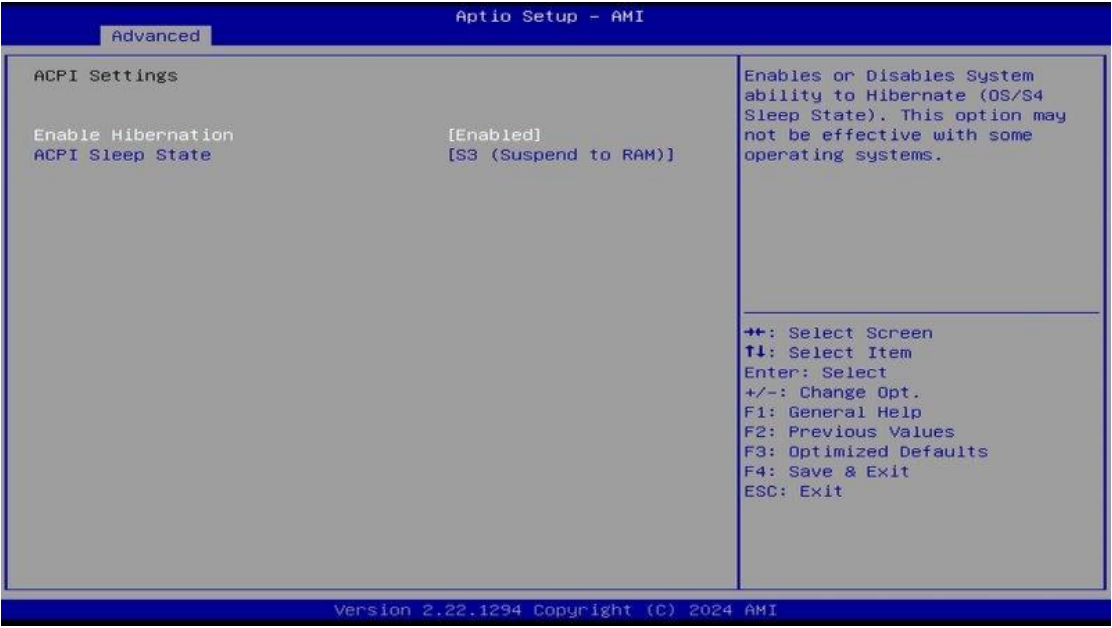 Aptio Setup - AMI
Advanced
ACPI Settings
Enable Hibernation [Enabled]
ACPI Sleep State [S3 (Suspend to RAM)]
Enables or Disables System
ability to Hibernate (OS/S4
Sleep State). This option may
not be effective with some
operating systems.
→←: Select Screen
↑↓: Select Item
Enter: Select
+/-: Change Opt.
F1: General Help
F2: Previous Values
F3: Optimized Defaults
F4: Save & Exit
ESC: Exit
Version 2.22.1294 Copyright (C) 2024 AMI